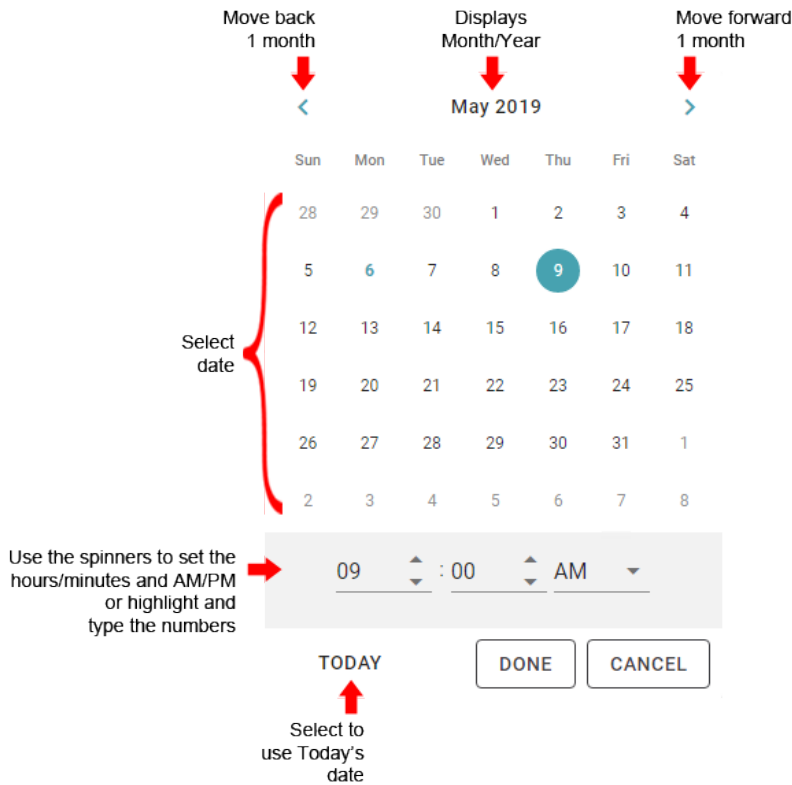 Move back
1 month
Displays
Month/Year
Move forward
1 month
< May 2019 >
Sun Mon Tue Wed Thu Fri Sat
28 29 30 1 2 3 4
5 6 7 8 9 10 11
12 13 14 15 16 17 18
19 20 21 22 23 24 25
26 27 28 29 30 31 1
2 3 4 5 6 7 8
Select
date
Use the spinners to set the
hours/minutes and AM/PM
or highlight and
type the numbers
09 : 00 AM
TODAY DONE CANCEL
Select to
use Today's
date